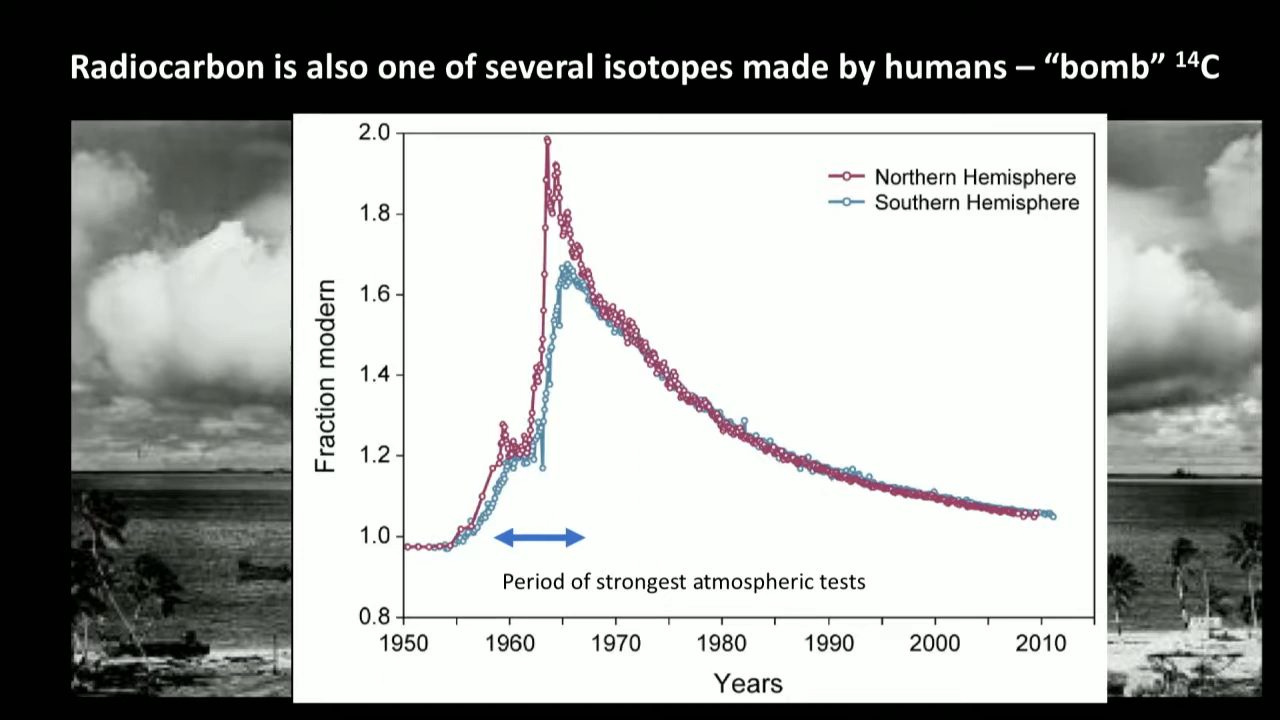 Radiocarbon is also one of several isotopes made by humans – “bomb” ¹⁴C
2.0
1.8
1.6
1.4
1.2
1.0
0.8
Fraction modern
Northern Hemisphere
Southern Hemisphere
Period of strongest atmospheric tests
1950 1960 1970 1980 1990 2000 2010
Years